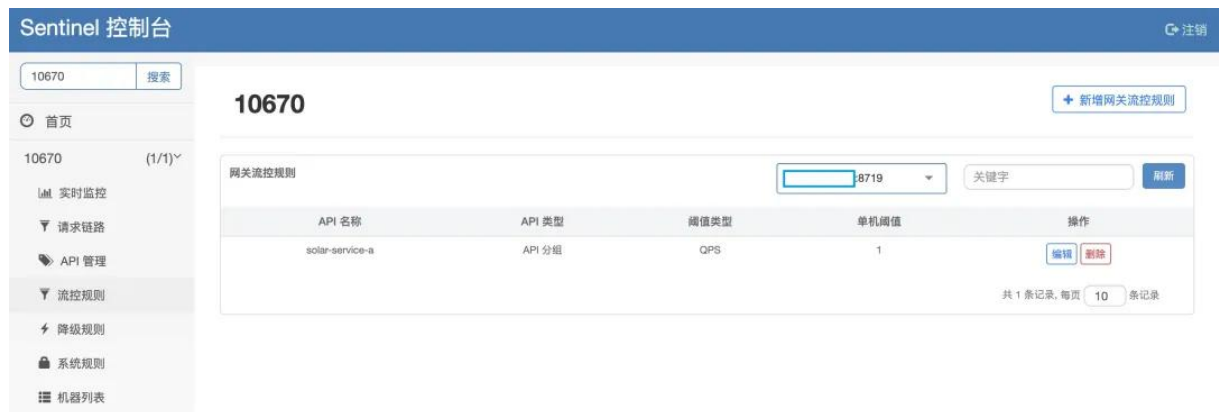 Sentinel 控制台
注销
10670 搜索
首页
10670 (1/1)
实时监控
请求链路
API 管理
流控规则
降级规则
系统规则
机器列表
10670
+ 新增网关流控规则
网关流控规则
:8719
关键字
刷新
API 名称 API 类型 阈值类型 单机阈值 操作
solar-service-a API 分组 QPS 1 编辑 删除
共 1 条记录, 每页 10 条记录